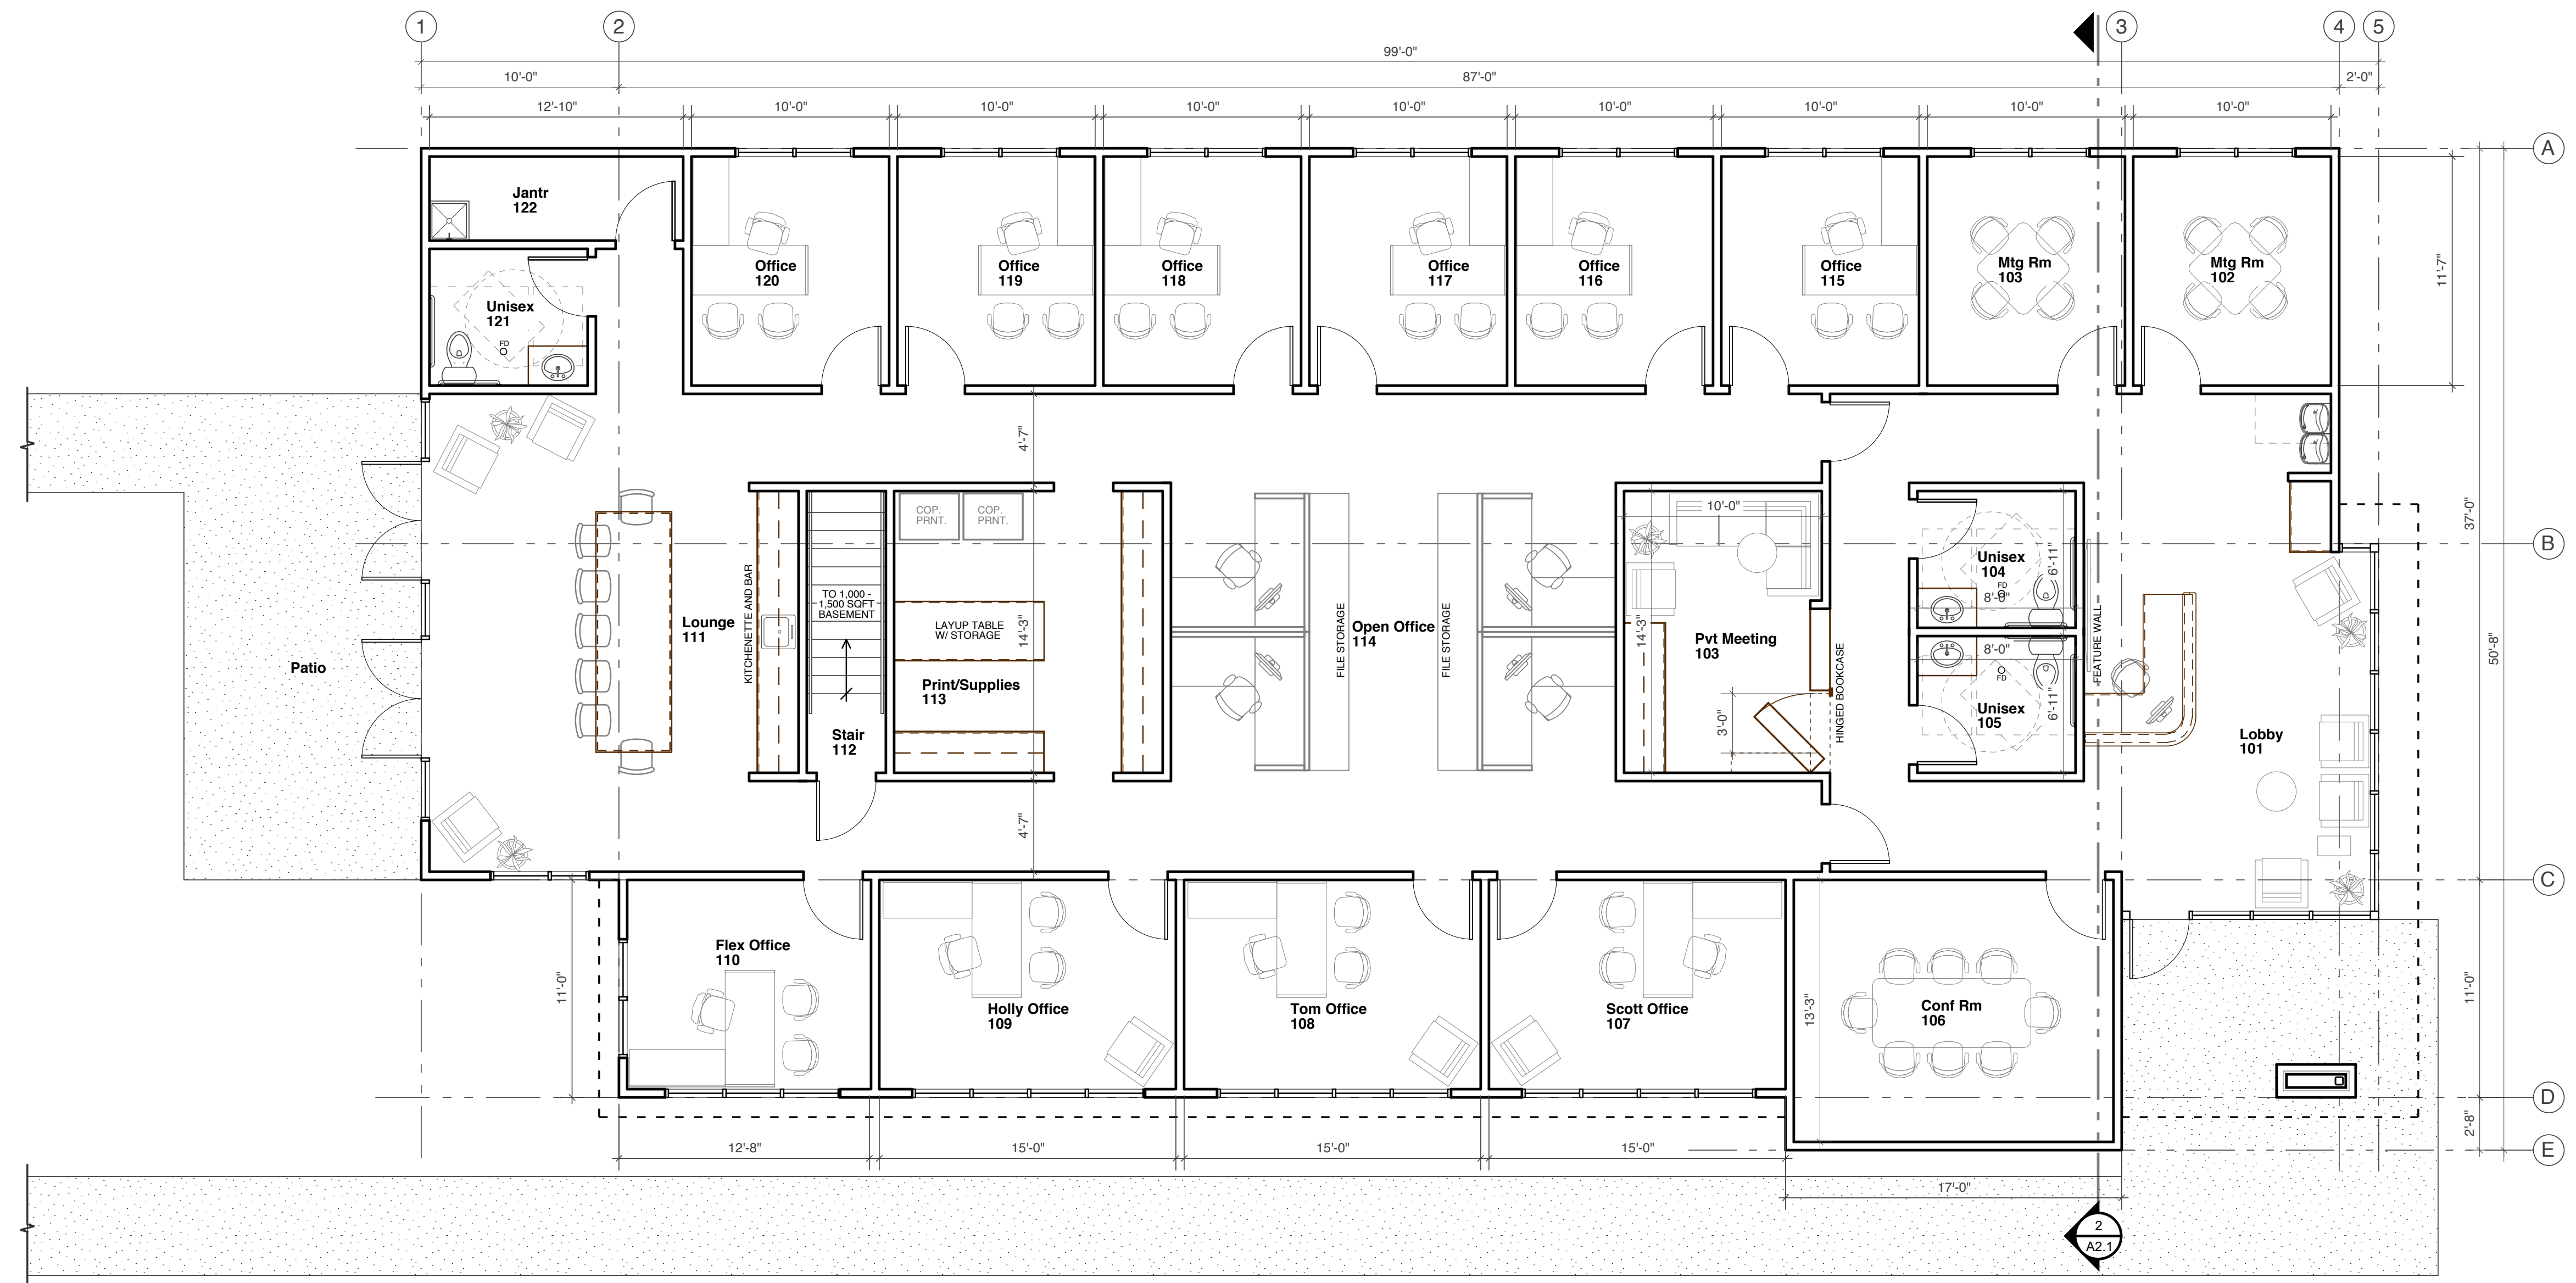 1
2
3
4
5
99'-0"
10'-0"
87'-0"
2'-0"
12'-10"
10'-0"
10'-0"
10'-0"
10'-0"
10'-0"
10'-0"
10'-0"
10'-0"
A
Jantr
122
Unisex
121
FD
Office
120
Office
119
Office
118
Office
117
Office
116
Office
115
Mtg Rm
103
Mtg Rm
102
11'-7"
4'-7"
COP.
PRNT.
COP.
PRNT.
10'-0"
37'-0"
B
KITCHENETTE AND BAR
TO 1,000 -
1,500 SQFT
BASEMENT
LAYUP TABLE
W/ STORAGE
14'-3"
Lounge
111
Patio
Print/Supplies
113
Stair
112
FILE STORAGE
Open Office
114
FILE STORAGE
14'-3"
Pvt Meeting
103
3'-0"
HINGED BOOKCASE
Unisex
104
FD
8'-0"
6'-11"
8'-0"
FD
Unisex
105
6'-11"
FEATURE WALL
Lobby
101
50'-8"
4'-7"
C
Flex Office
110
11'-0"
Holly Office
109
Tom Office
108
Scott Office
107
13'-3"
Conf Rm
106
11'-0"
D
2'-8"
E
12'-8"
15'-0"
15'-0"
15'-0"
17'-0"
2
A2.1